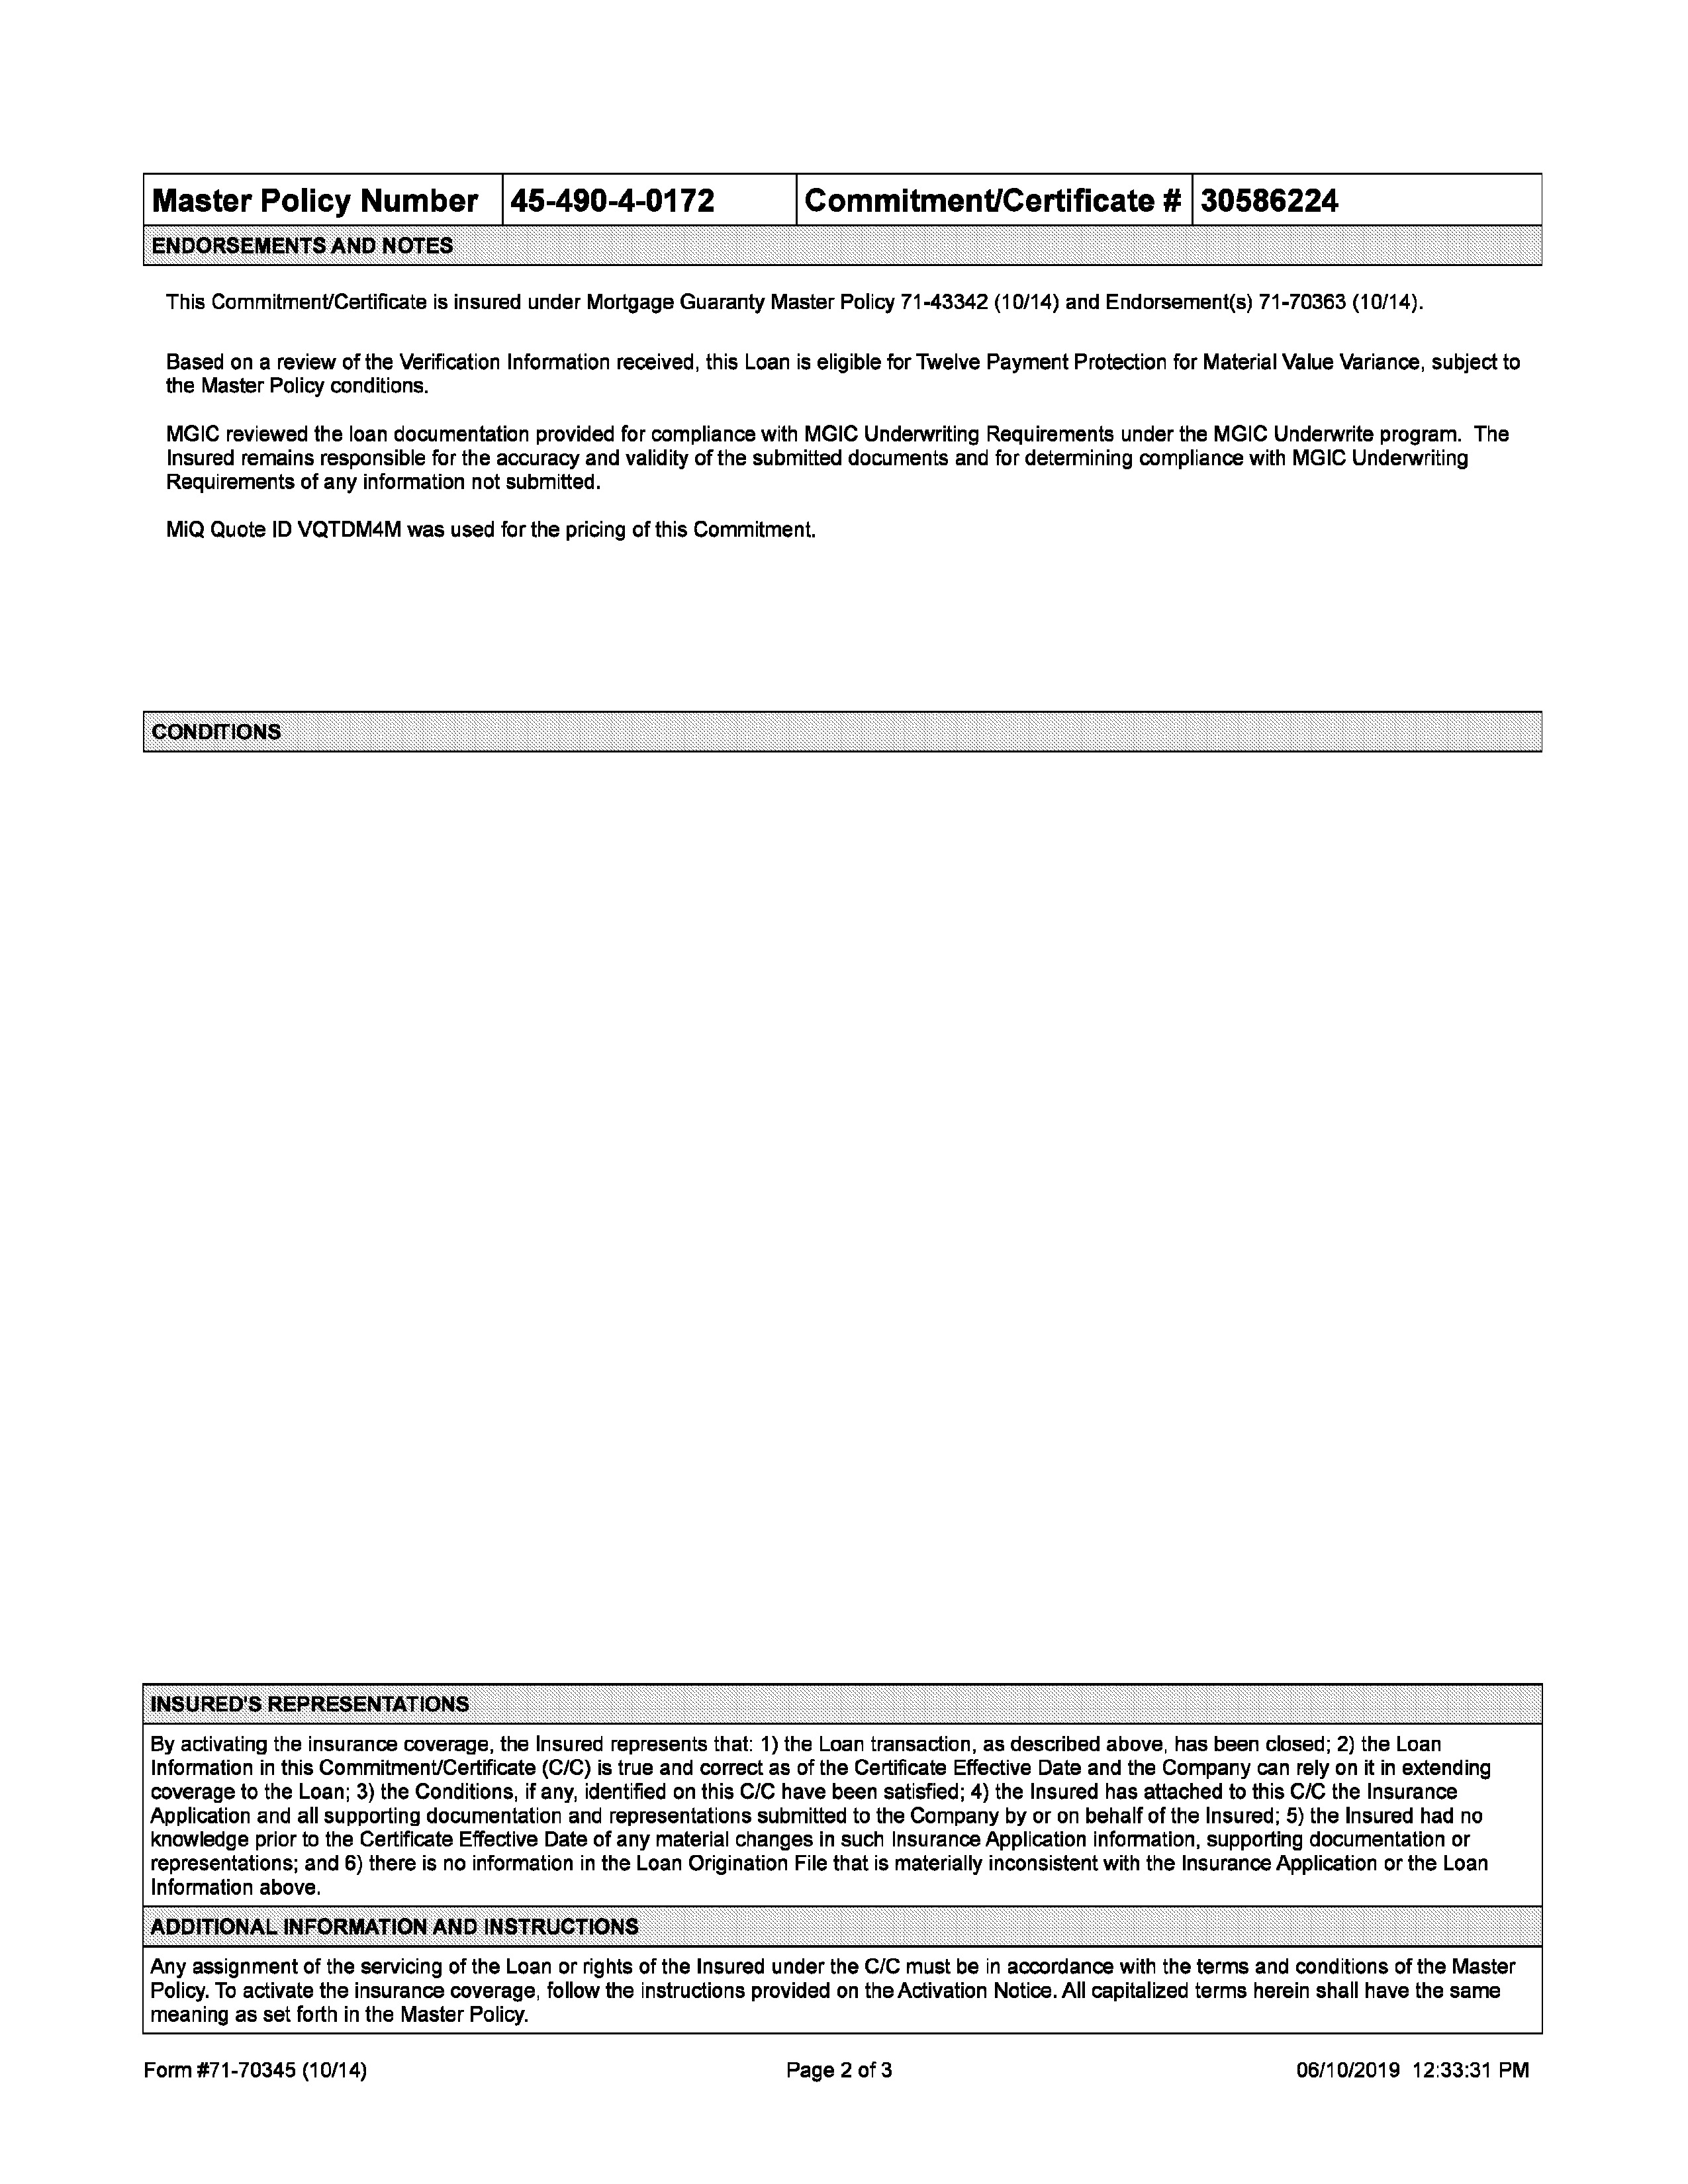 Master Policy Number 45-490-4-0172 Commitment/Certificate # 30586224
ENDORSEMENTS AND NOTES
This Commitment/Certificate is insured under Mortgage Guaranty Master Policy 71-43342 (10/14) and Endorsement(s) 71-70363 (10/14).
Based on a review of the Verification Information received, this Loan is eligible for Twelve Payment Protection for Material Value Variance, subject to
the Master Policy conditions.
MGIC reviewed the loan documentation provided for compliance with MGIC Underwriting Requirements under the MGIC Underwrite program. The
Insured remains responsible for the accuracy and validity of the submitted documents and for determining compliance with MGIC Underwriting
Requirements of any information not submitted.
MiQ Quote ID VQTDM4M was used for the pricing of this Commitment.
CONDITIONS
INSURED'S REPRESENTATIONS
By activating the insurance coverage, the Insured represents that: 1) the Loan transaction, as described above, has been closed; 2) the Loan
Information in this Commitment/Certificate (C/C) is true and correct as of the Certificate Effective Date and the Company can rely on it in extending
coverage to the Loan; 3) the Conditions, if any, identified on this C/C have been satisfied; 4) the Insured has attached to this C/C the Insurance
Application and all supporting documentation and representations submitted to the Company by or on behalf of the Insured; 5) the Insured had no
knowledge prior to the Certificate Effective Date of any material changes in such Insurance Application information, supporting documentation or
representations; and 6) there is no information in the Loan Origination File that is materially inconsistent with the Insurance Application or the Loan
Information above.
ADDITIONAL INFORMATION AND INSTRUCTIONS
Any assignment of the servicing of the Loan or rights of the Insured under the C/C must be in accordance with the terms and conditions of the Master
Policy. To activate the insurance coverage, follow the instructions provided on the Activation Notice. All capitalized terms herein shall have the same
meaning as set forth in the Master Policy.
Form #71-70345 (10/14) Page 2 of 3 06/10/2019 12:33:31 PM